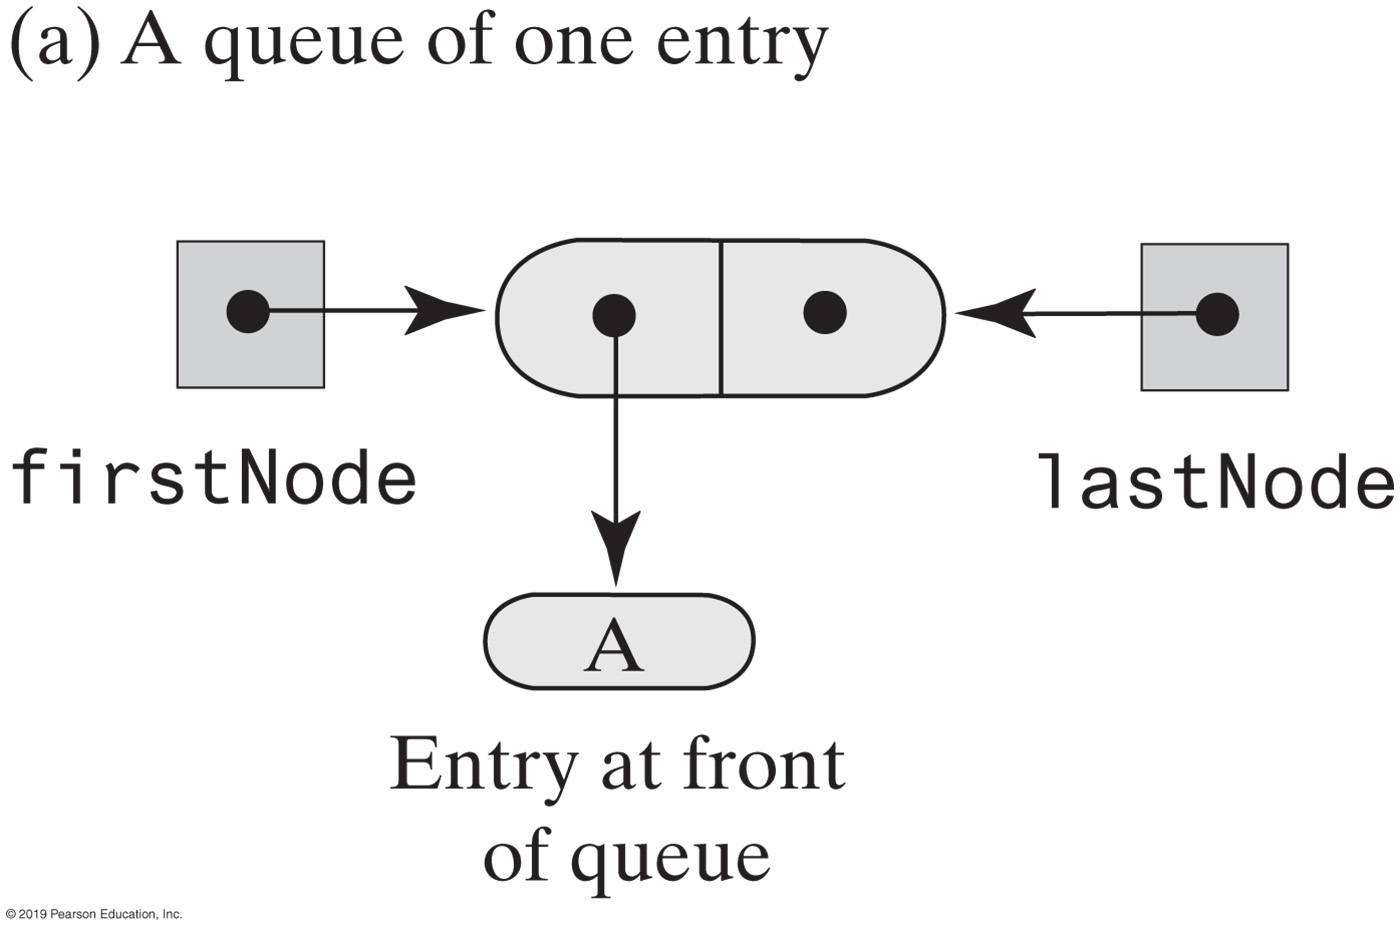 (a) A queue of one entry
firstNode
lastNode
A
Entry at front
of queue
© 2019 Pearson Education, Inc.